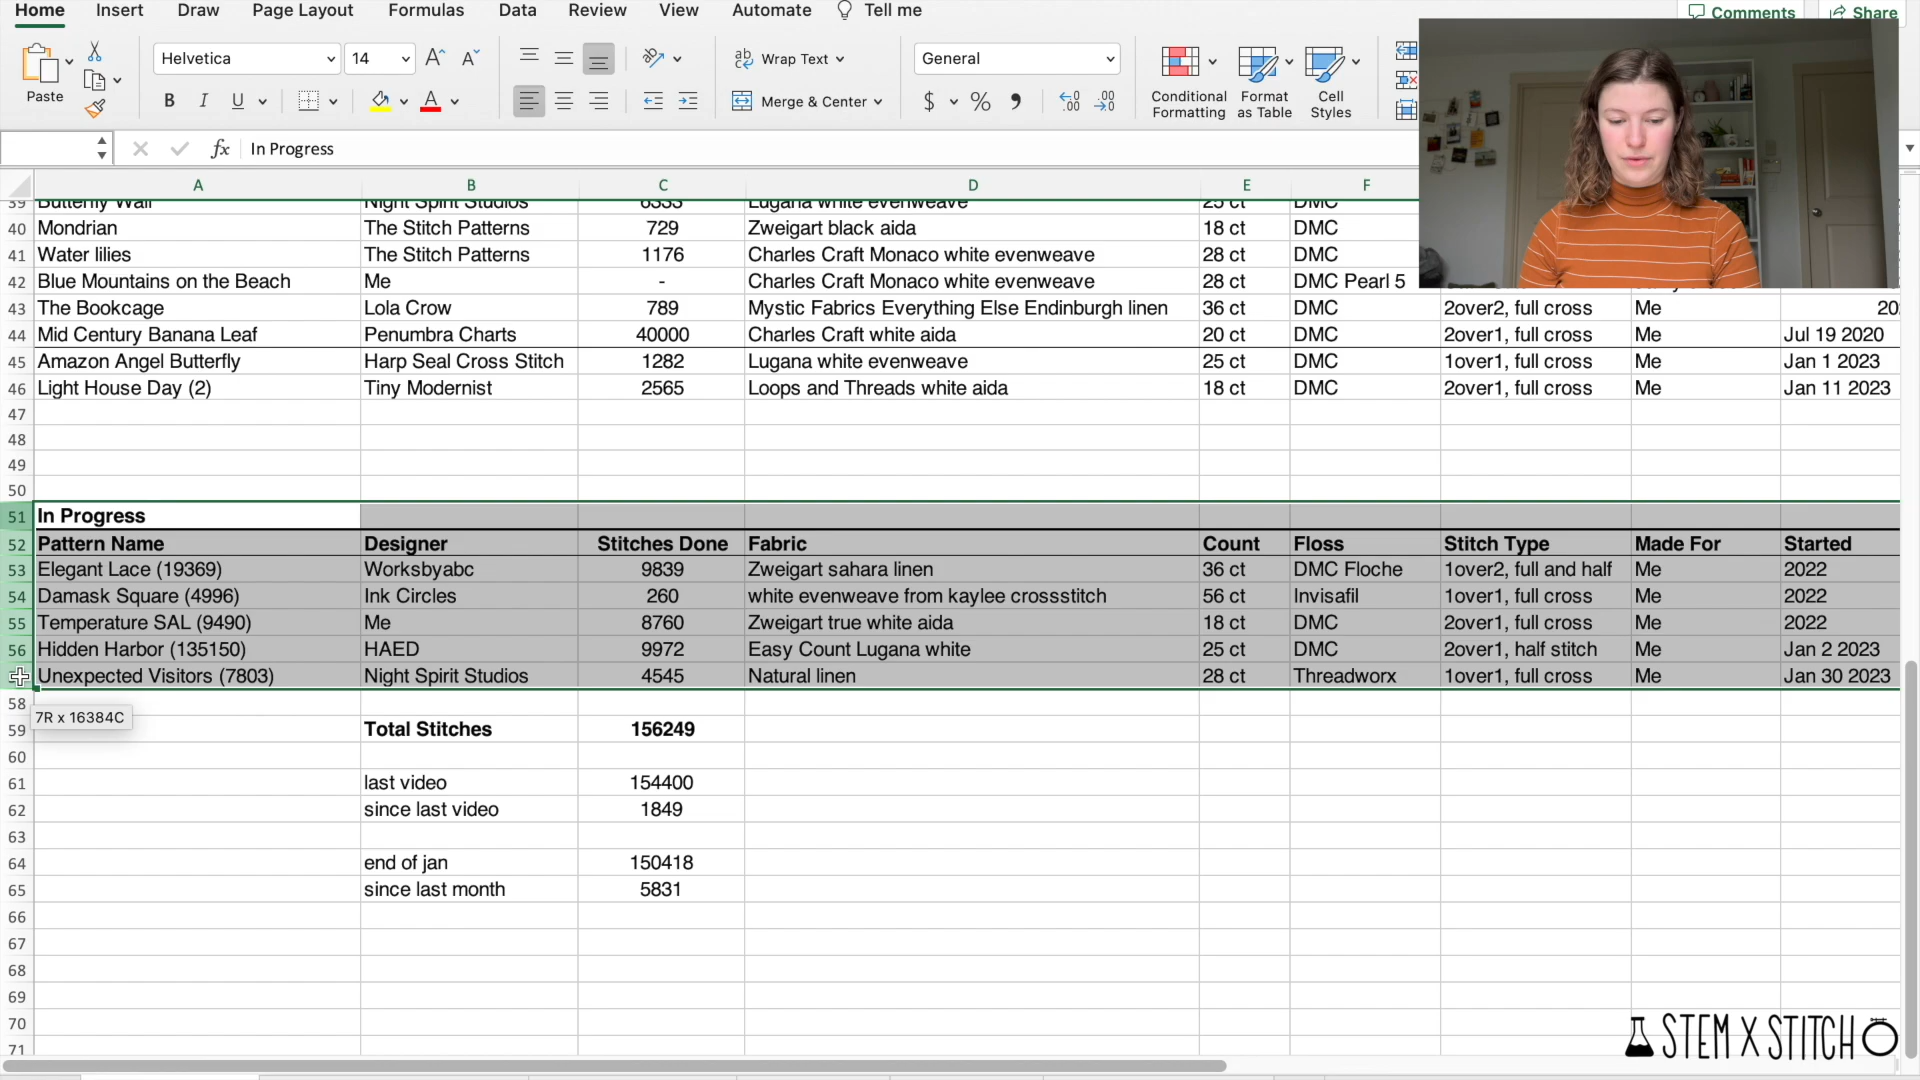 Home Insert Draw Page Layout Formulas Data Review View Automate Tell me Comments Share
Helvetica 14 Wrap Text General
Paste B I U A Merge & Center $ % Conditional Formatting Format as Table Cell Styles
fx In Progress
A B C D E F
39 Butterfly Wall Night Spirit Studios 6333 Lugana white evenweave 25 ct DMC
40 Mondrian The Stitch Patterns 729 Zweigart black aida 18 ct DMC
41 Water lilies The Stitch Patterns 1176 Charles Craft Monaco white evenweave 28 ct DMC
42 Blue Mountains on the Beach Me - Charles Craft Monaco white evenweave 28 ct DMC Pearl 5
43 The Bookcage Lola Crow 789 Mystic Fabrics Everything Else Endinburgh linen 36 ct DMC 2over2, full cross Me 20
44 Mid Century Banana Leaf Penumbra Charts 40000 Charles Craft white aida 20 ct DMC 2over1, full cross Me Jul 19 2020
45 Amazon Angel Butterfly Harp Seal Cross Stitch 1282 Lugana white evenweave 25 ct DMC 1over1, full cross Me Jan 1 2023
46 Light House Day (2) Tiny Modernist 2565 Loops and Threads white aida 18 ct DMC 2over1, full cross Me Jan 11 2023
47
48
49
50
51 In Progress
52 Pattern Name Designer Stitches Done Fabric Count Floss Stitch Type Made For Started
53 Elegant Lace (19369) Worksbyabc 9839 Zweigart sahara linen 36 ct DMC Floche 1over2, full and half Me 2022
54 Damask Square (4996) Ink Circles 260 white evenweave from kaylee crossstitch 56 ct Invisafil 1over1, full cross Me 2022
55 Temperature SAL (9490) Me 8760 Zweigart true white aida 18 ct DMC 2over1, full cross Me 2022
56 Hidden Harbor (135150) HAED 9972 Easy Count Lugana white 25 ct DMC 2over1, half stitch Me Jan 2 2023
Unexpected Visitors (7803) Night Spirit Studios 4545 Natural linen 28 ct Threadworx 1over1, full cross Me Jan 30 2023
58
7R x 16384C
59 Total Stitches 156249
60
61 last video 154400
62 since last video 1849
63
64 end of jan 150418
65 since last month 5831
66
67
68
69
70
71
STEM X STITCH